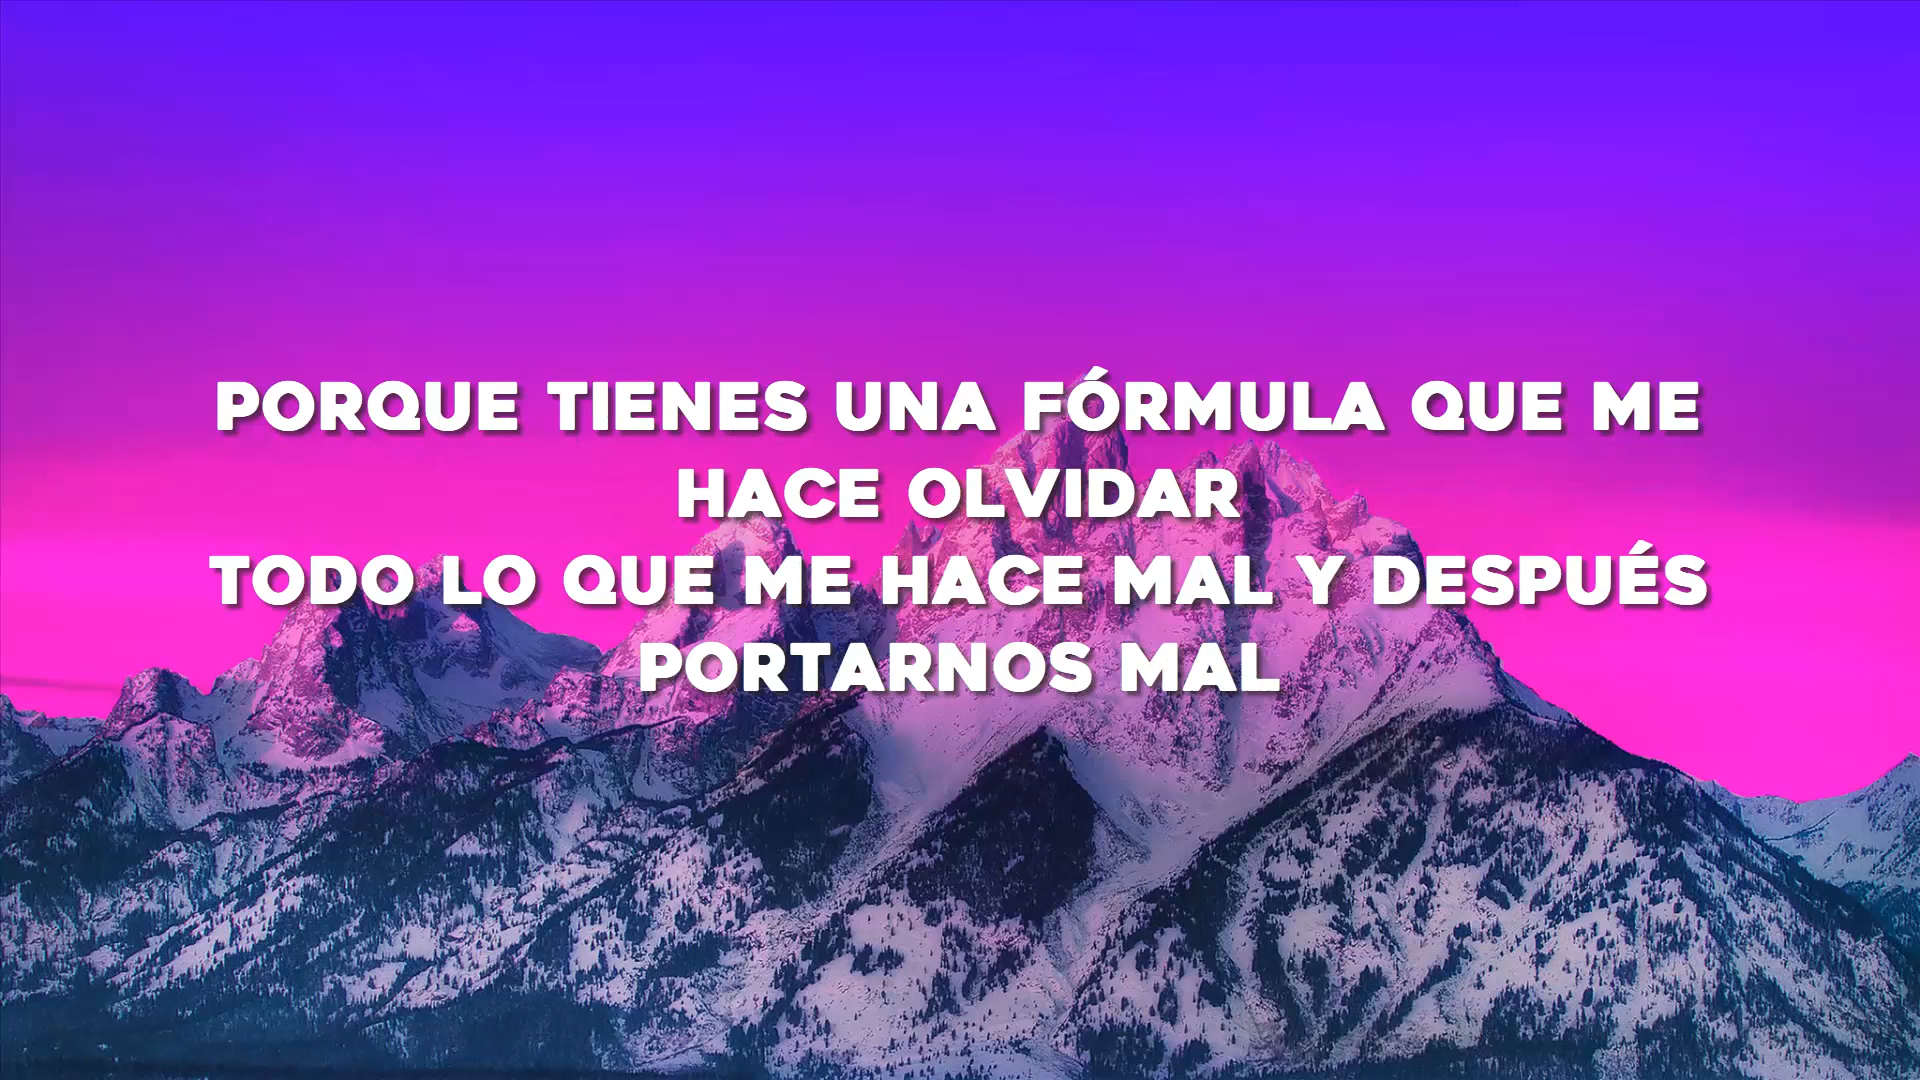 PORQUE TIENES UNA FÓRMULA QUE ME
HACE OLVIDAR
TODO LO QUE ME HACE MAL Y DESPUÉS
PORTARNOS MAL